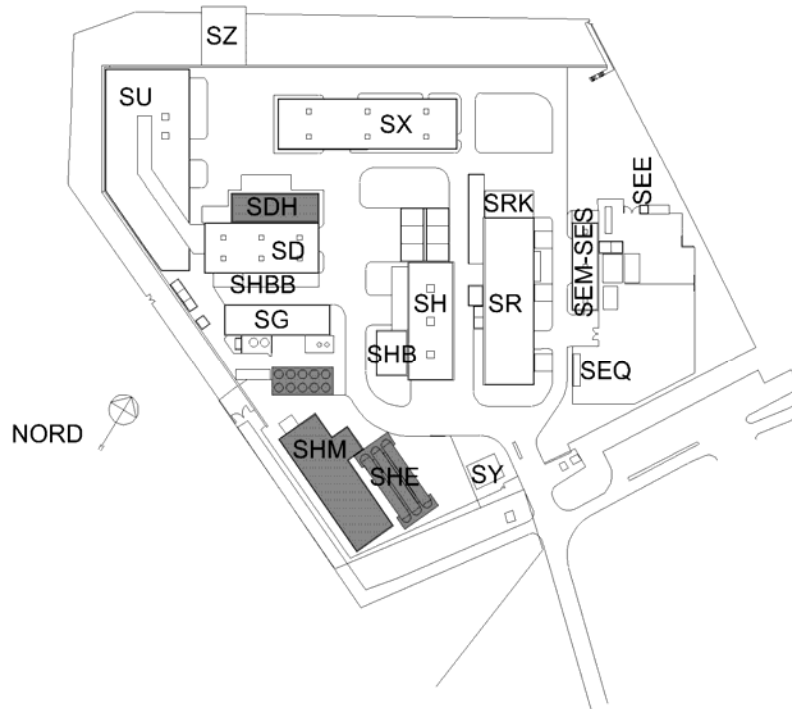 SZ
SU
SX
SEE
SDH
SRK
SEM-SES
SD
SHBB
SH
SR
SG
SHB
SEQ
NORD
SHM
SHE
SY